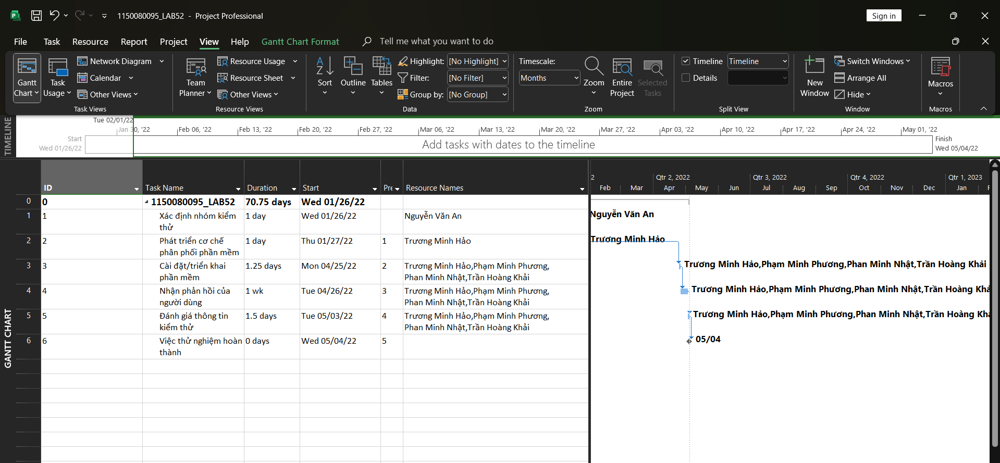 1150080095_LAB52 - Project Professional
Sign in
File Task Resource Report Project View Help Gantt Chart Format Tell me what you want to do
Gantt Chart
Task Usage
Network Diagram
Calendar
Other Views
Task Views
Team Planner
Resource Usage
Resource Sheet
Other Views
Resource Views
Sort
Outline
Tables
Highlight: [No Highlight]
Filter: [No Filter]
Group by: [No Group]
Data
Timescale:
Months
Zoom
Entire Project
Selected Tasks
Zoom
Timeline Timeline
Details
Split View
New Window
Switch Windows
Arrange All
Hide
Window
Macros
Macros
TIMELINE
Tue 02/01/22
Jan 30, '22 Feb 06, '22 Feb 13, '22 Feb 20, '22 Feb 27, '22 Mar 06, '22 Mar 13, '22 Mar 20, '22 Mar 27, '22 Apr 03, '22 Apr 10, '22 Apr 17, '22 Apr 24, '22 May 01, '22
Start
Wed 01/26/22
Add tasks with dates to the timeline
Finish
Wed 05/04/22
GANTT CHART
ID Task Name Duration Start Pre Resource Names
0 0 1150080095_LAB52 70.75 days Wed 01/26/22
1 1 Xác định nhóm kiểm 1 day Wed 01/26/22 Nguyễn Văn An
thử
2 2 Phát triển cơ chế 1 day Thu 01/27/22 1 Trương Minh Hảo
phân phối phần mềm
3 3 Cài đặt/triển khai 1.25 days Mon 04/25/22 2 Trương Minh Hảo,Phạm Minh Phương,
phần mềm Phan Minh Nhật,Trần Hoàng Khải
4 4 Nhận phản hồi của 1 wk Tue 04/26/22 3 Trương Minh Hảo,Phạm Minh Phương,
người dùng Phan Minh Nhật,Trần Hoàng Khải
5 5 Đánh giá thông tin 1.5 days Tue 05/03/22 4 Trương Minh Hảo,Phạm Minh Phương,
kiểm thử Phan Minh Nhật,Trần Hoàng Khải
6 6 Việc thử nghiệm hoàn 0 days Wed 05/04/22 5
thành
2 Qtr 2, 2022 Qtr 3, 2022 Qtr 4, 2022 Qtr 1, 2023
Feb Mar Apr May Jun Jul Aug Sep Oct Nov Dec Jan F
Nguyễn Văn An
Trương Minh Hảo
Trương Minh Hảo,Phạm Minh Phương,Phan Minh Nhật,Trần Hoàng Khải
Trương Minh Hảo,Phạm Minh Phương,Phan Minh Nhật,Trần Hoàng Khả
Trương Minh Hảo,Phạm Minh Phương,Phan Minh Nhật,Trần Hoàng Khả
05/04